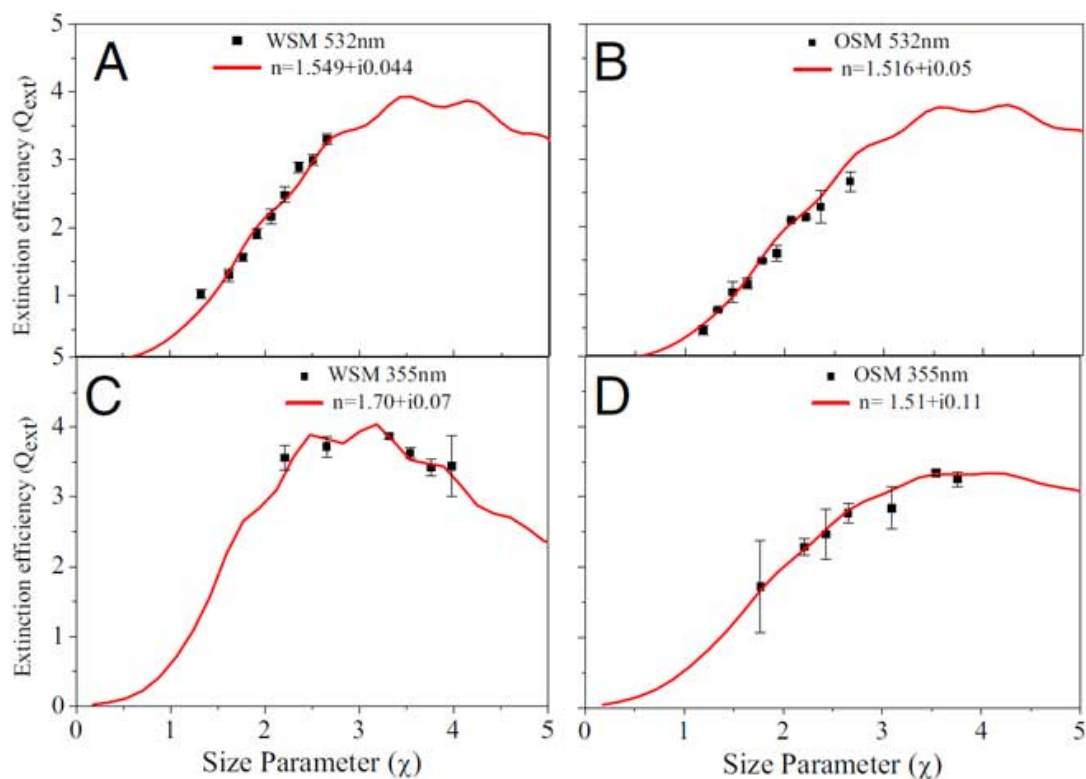 A
WSM 532nm
n=1.549+i0.044
B
OSM 532nm
n=1.516+i0.05
Extinction efficiency (Qext)
5
4
3
2
1
5
C
WSM 355nm
n=1.70+i0.07
D
OSM 355nm
n= 1.51+i0.11
Extinction efficiency (Qext)
4
3
2
1
0
0 1 2 3 4 5
1 2 3 4 5
Size Parameter (χ)
Size Parameter (χ)